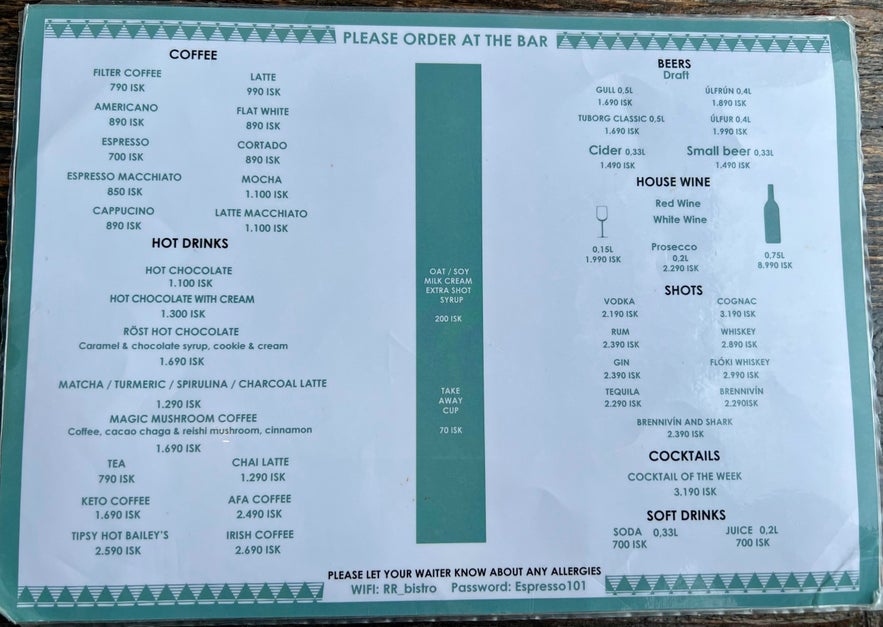 PLEASE ORDER AT THE BAR
COFFEE
FILTER COFFEE
790 ISK
LATTE
990 ISK
AMERICANO
890 ISK
FLAT WHITE
890 ISK
ESPRESSO
700 ISK
CORTADO
890 ISK
ESPRESSO MACCHIATO
850 ISK
MOCHA
1.100 ISK
CAPPUCINO
890 ISK
LATTE MACCHIATO
1.100 ISK
HOT DRINKS
HOT CHOCOLATE
1.100 ISK
HOT CHOCOLATE WITH CREAM
1.300 ISK
RÖST HOT CHOCOLATE
Caramel & chocolate syrup, cookie & cream
1.690 ISK
MATCHA / TURMERIC / SPIRULINA / CHARCOAL LATTE
1.290 ISK
MAGIC MUSHROOM COFFEE
Coffee, cacao chaga & reishi mushroom, cinnamon
1.690 ISK
TEA
790 ISK
CHAI LATTE
1.290 ISK
KETO COFFEE
1.690 ISK
AFA COFFEE
2.490 ISK
TIPSY HOT BAILEY'S
2.590 ISK
IRISH COFFEE
2.690 ISK
OAT / SOY
MILK CREAM
EXTRA SHOT
SYRUP
200 ISK
TAKE
AWAY
CUP
70 ISK
BEERS
Draft
GULL 0,5L
1.690 ISK
ÚLFRÚN 0,4L
1.890 ISK
TUBORG CLASSIC 0,5L
1.690 ISK
ÚLFUR 0,4L
1.990 ISK
Cider 0,33L
1.490 ISK
Small beer 0,33L
1.490 ISK
HOUSE WINE
Red Wine
White Wine
0,15L
1.990 ISK
Prosecco
0,2L
2.290 ISK
0,75L
8.990 ISK
SHOTS
VODKA
2.190 ISK
COGNAC
3.190 ISK
RUM
2.390 ISK
WHISKEY
2.890 ISK
GIN
2.390 ISK
FLÓKI WHISKEY
2.990 ISK
TEQUILA
2.290 ISK
BRENNIVÍN
2.290ISK
BRENNIVÍN AND SHARK
2.390 ISK
COCKTAILS
COCKTAIL OF THE WEEK
3.190 ISK
SOFT DRINKS
SODA 0,33L
700 ISK
JUICE 0,2L
700 ISK
PLEASE LET YOUR WAITER KNOW ABOUT ANY ALLERGIES
WIFI: RR_bistro Password: Espresso101